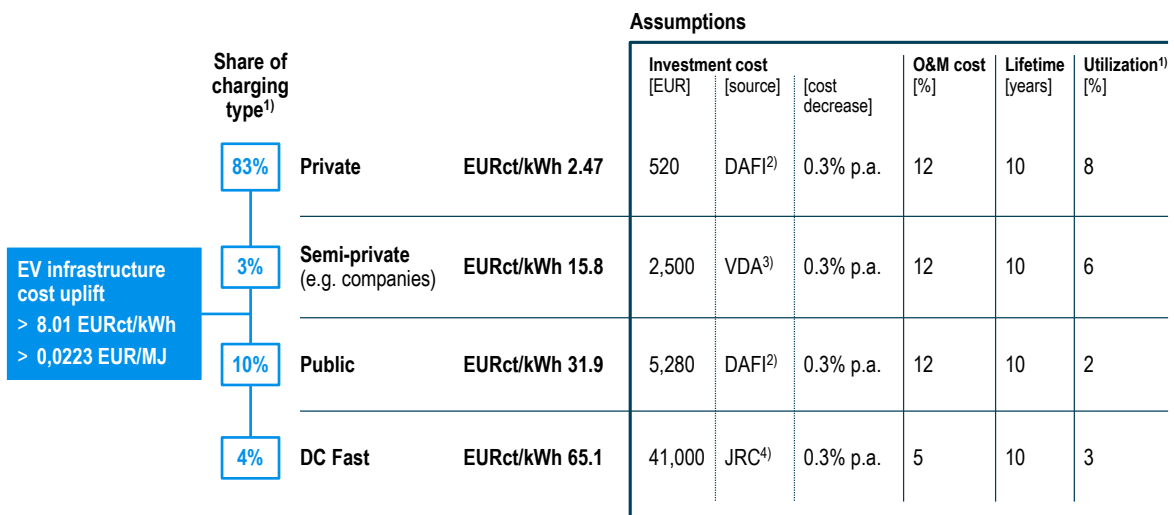 Assumptions
Share of
charging
type1)
Investment cost
[EUR] [source] [cost
decrease]
O&M cost
[%]
Lifetime
[years]
Utilization1)
[%]
83% Private EURct/kWh 2.47 520 DAFI2) 0.3% p.a. 12 10 8
3% Semi-private
(e.g. companies) EURct/kWh 15.8 2,500 VDA3) 0.3% p.a. 12 10 6
EV infrastructure
cost uplift
> 8.01 EURct/kWh
> 0,0223 EUR/MJ
10% Public EURct/kWh 31.9 5,280 DAFI2) 0.3% p.a. 12 10 2
4% DC Fast EURct/kWh 65.1 41,000 JRC4) 0.3% p.a. 5 10 3